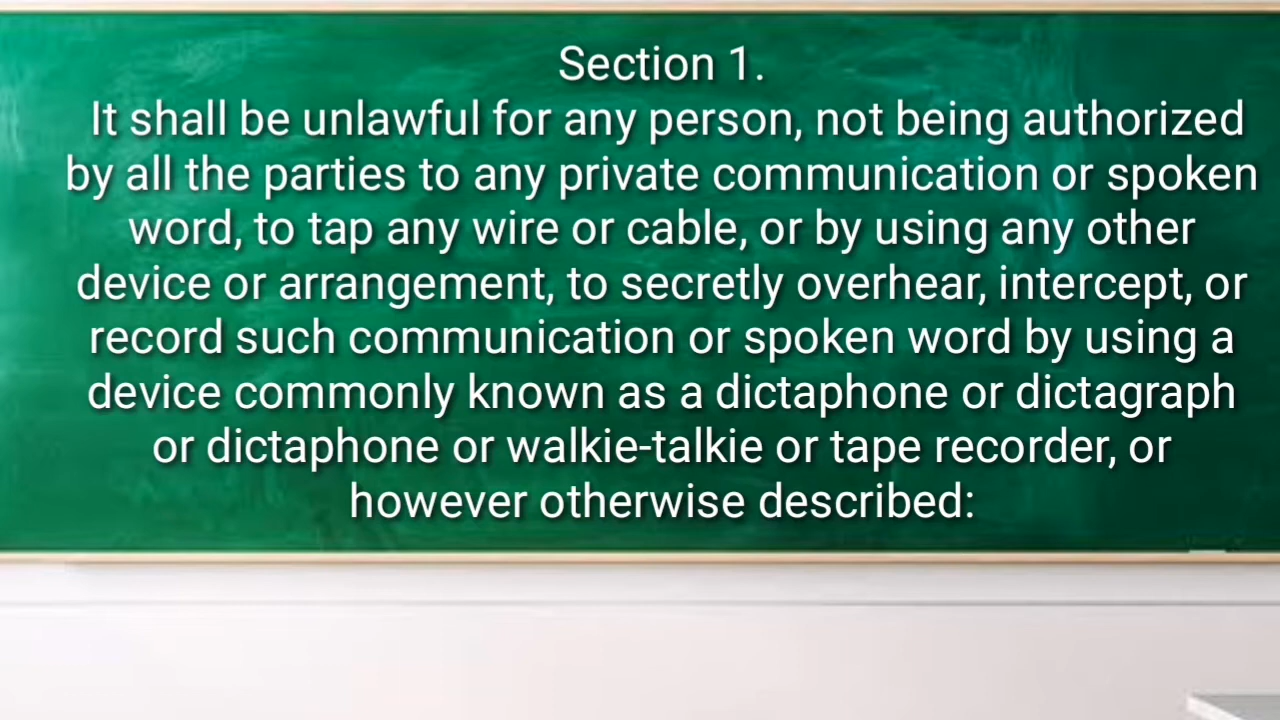 Section 1.
It shall be unlawful for any person, not being authorized
by all the parties to any private communication or spoken
word, to tap any wire or cable, or by using any other
device or arrangement, to secretly overhear, intercept, or
record such communication or spoken word by using a
device commonly known as a dictaphone or dictagraph
or dictaphone or walkie-talkie or tape recorder, or
however otherwise described: